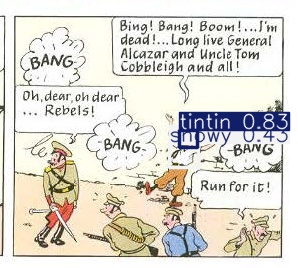 Bing! Bang! Boom!...I'm
dead!...Long live General
Alcazar and Uncle Tom
Cobbleigh and all!
BANG
Oh, dear, oh dear
... Rebels!
tintin 0.83
snowy 0.43
BANG
BANG
Run for it!